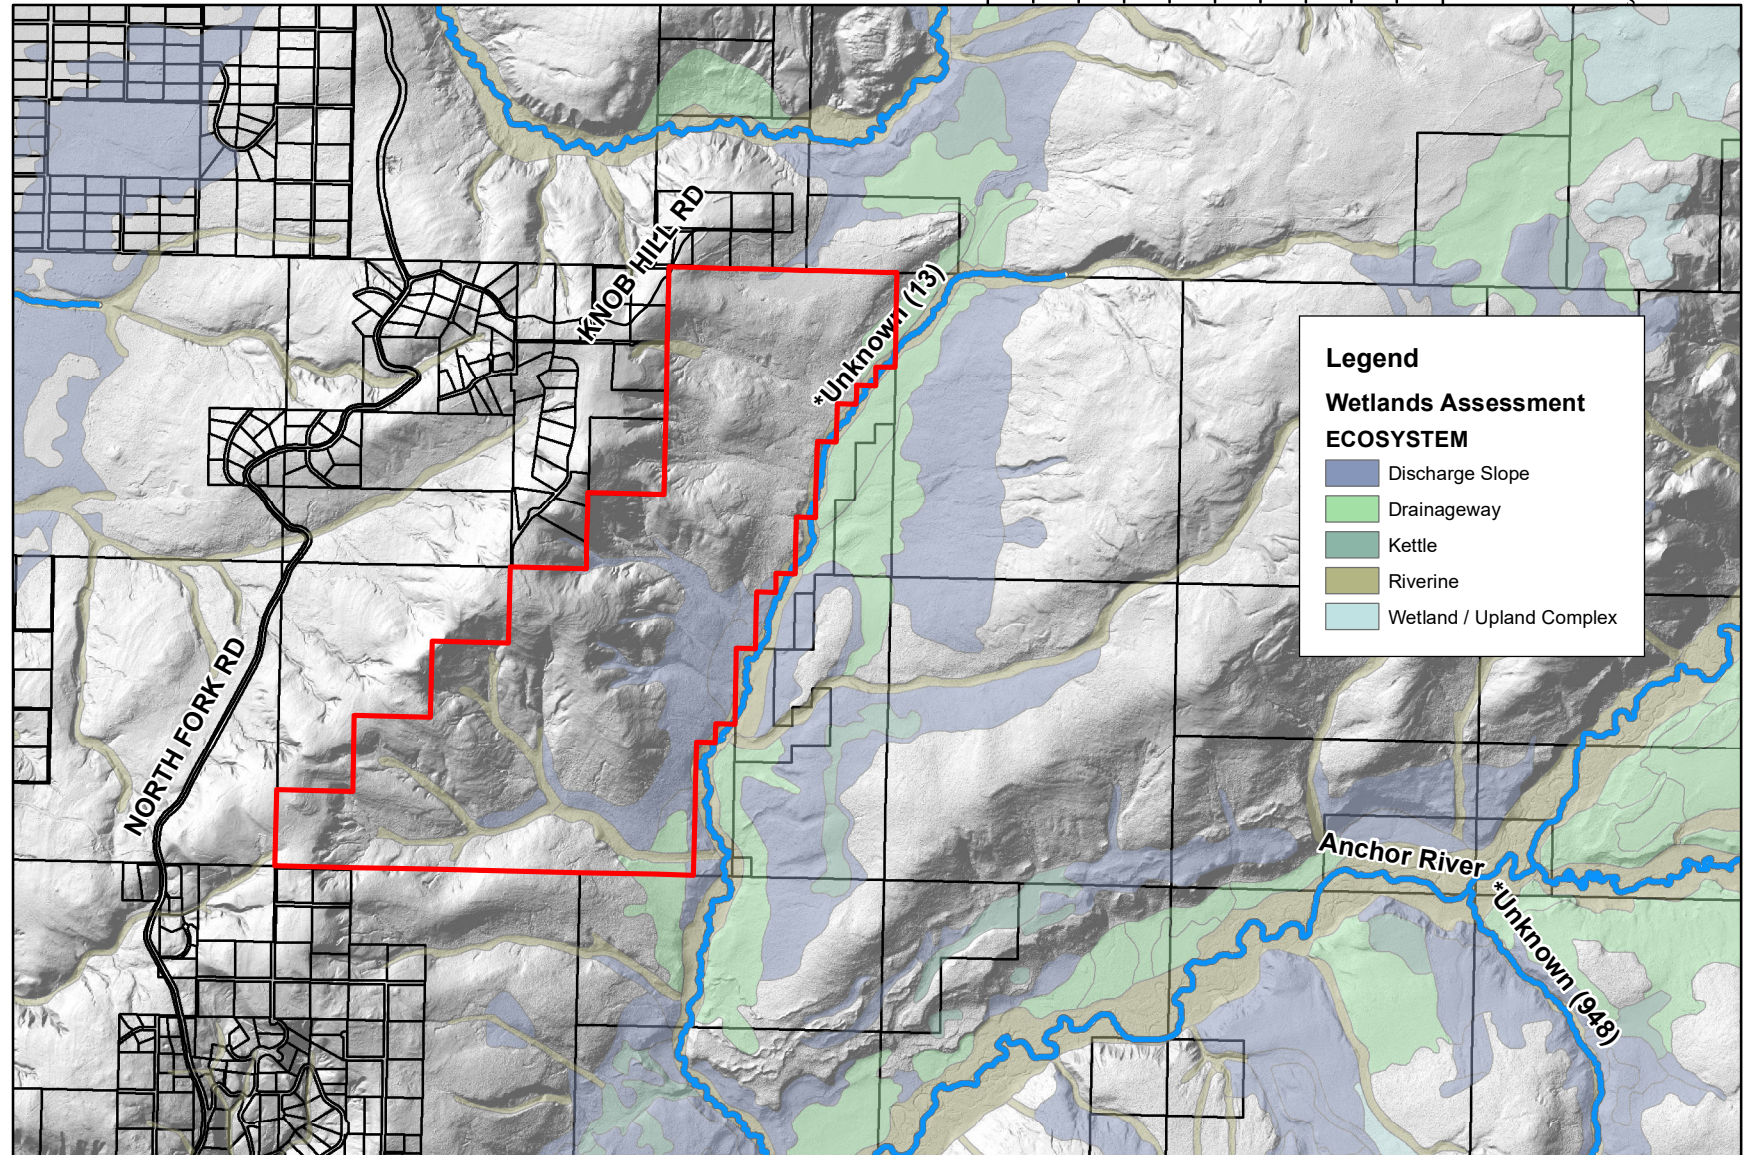 KNOB HILL RD
*Unknown (13)
NORTH FORK RD
Anchor River
*Unknown (948)
Legend
Wetlands Assessment
ECOSYSTEM
Discharge Slope
Drainageway
Kettle
Riverine
Wetland / Upland Complex